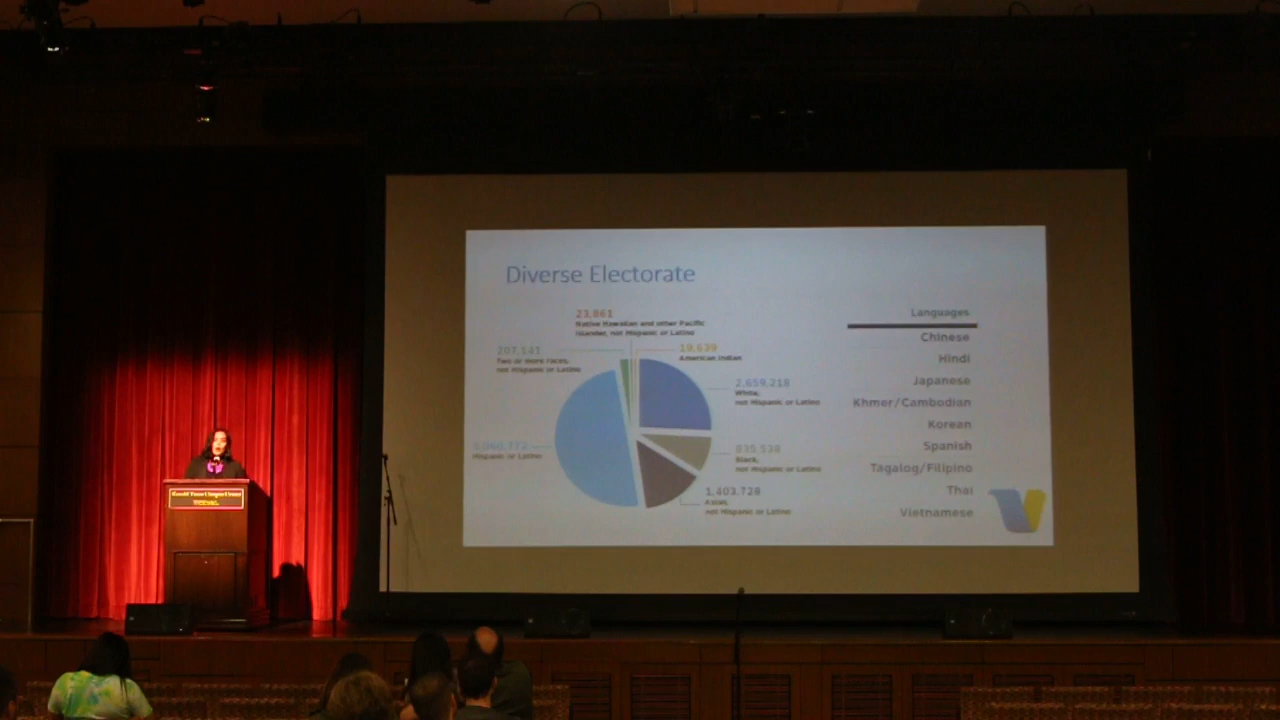 Diverse Electorate
23,861
Native Hawaiian and other Pacific
Islander, not Hispanic or Latino
207,141
Two or more races,
not Hispanic or Latino
19,639
American Indian
2,659,218
White,
not Hispanic or Latino
Hispanic or Latino
Black,
not Hispanic or Latino
1,403,728
Asian,
not Hispanic or Latino
Languages
Chinese
Hindi
Japanese
Khmer/Cambodian
Korean
Spanish
Tagalog/Filipino
Thai
Vietnamese